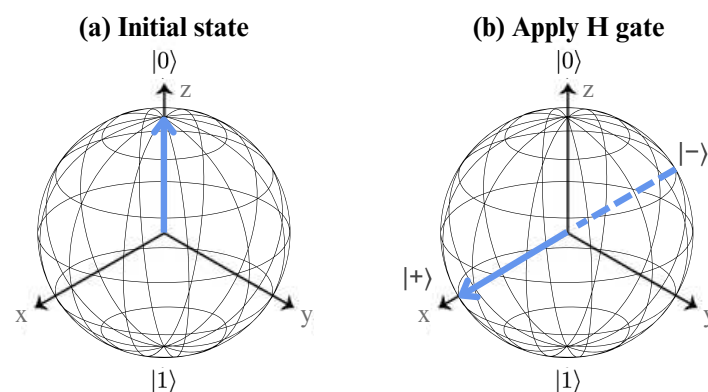 (a) Initial state
|0⟩
z
x
y
|1⟩
(b) Apply H gate
|0⟩
z
|−⟩
|+⟩
x
y
|1⟩